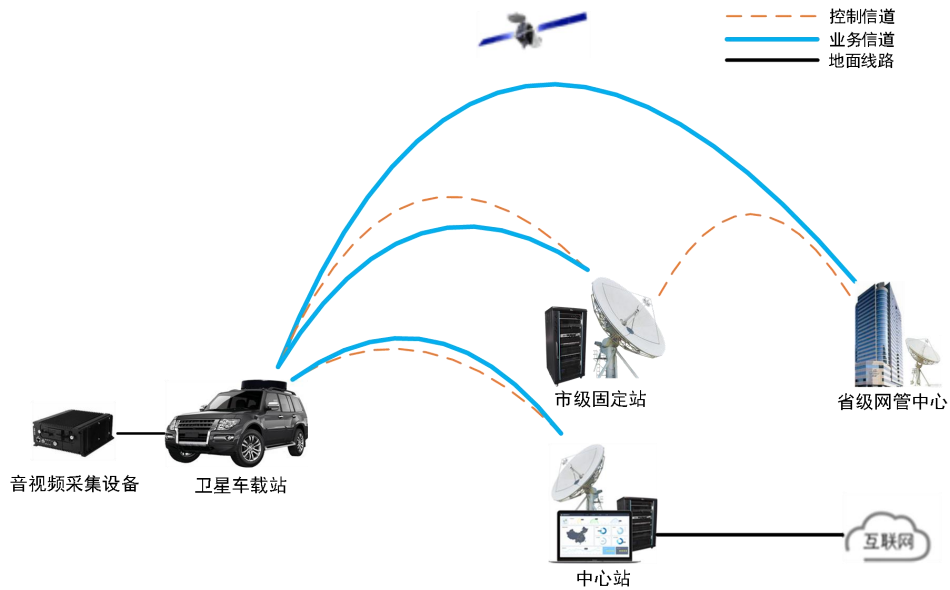 控制信道
业务信道
地面线路
市级固定站
省级网管中心
音视频采集设备
卫星车载站
互联网
中心站